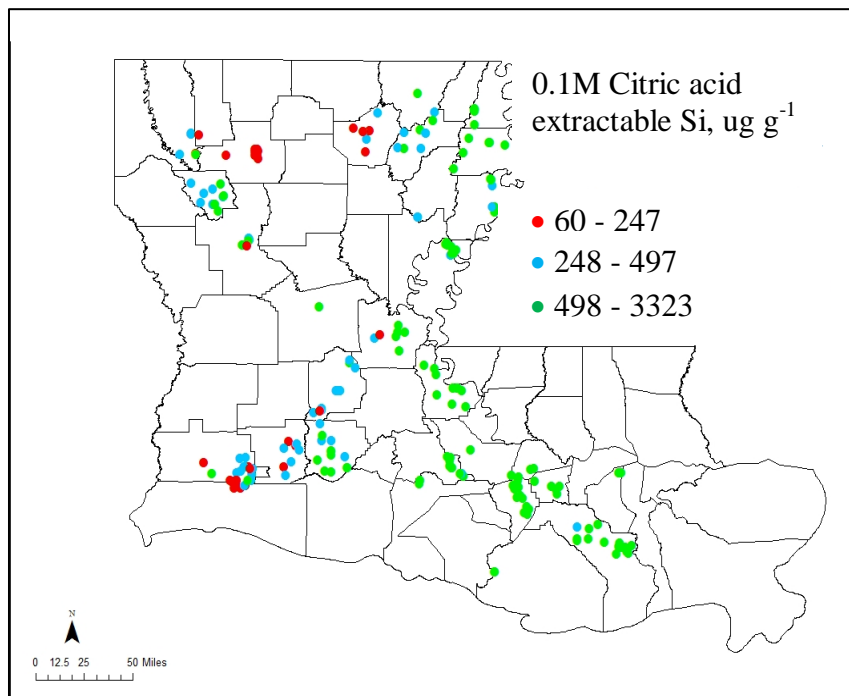 0.1M Citric acid
extractable Si, ug g-1
60 - 247
248 - 497
498 - 3323
N
0 12.5 25 50 Miles